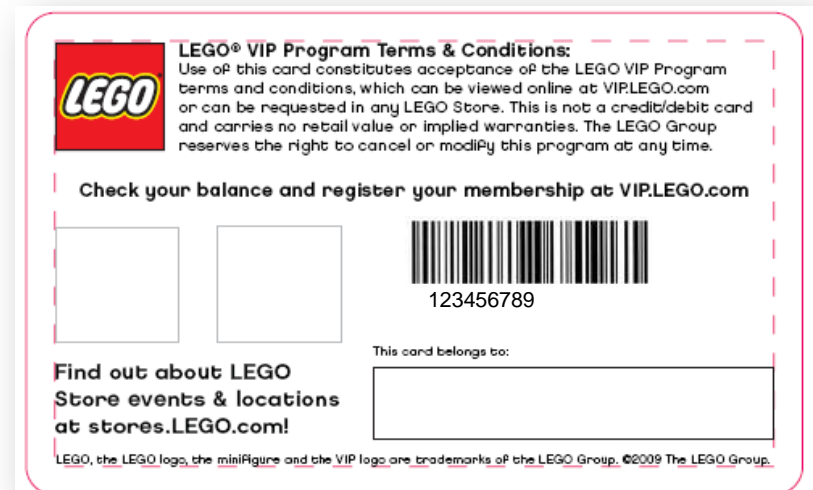 LEGO
LEGO® VIP Program Terms & Conditions:
Use of this card constitutes acceptance of the LEGO VIP Program
terms and conditions, which can be viewed online at VIP.LEGO.com
or can be requested in any LEGO Store. This is not a credit/debit card
and carries no retail value or implied warranties. The LEGO Group
reserves the right to cancel or modify this program at any time.
Check your balance and register your membership at VIP.LEGO.com
123456789
This card belongs to:
Find out about LEGO
Store events & locations
at stores.LEGO.com!
LEGO, the LEGO logo, the minifigure and the VIP logo are trademarks of the LEGO Group. ©2009 The LEGO Group.